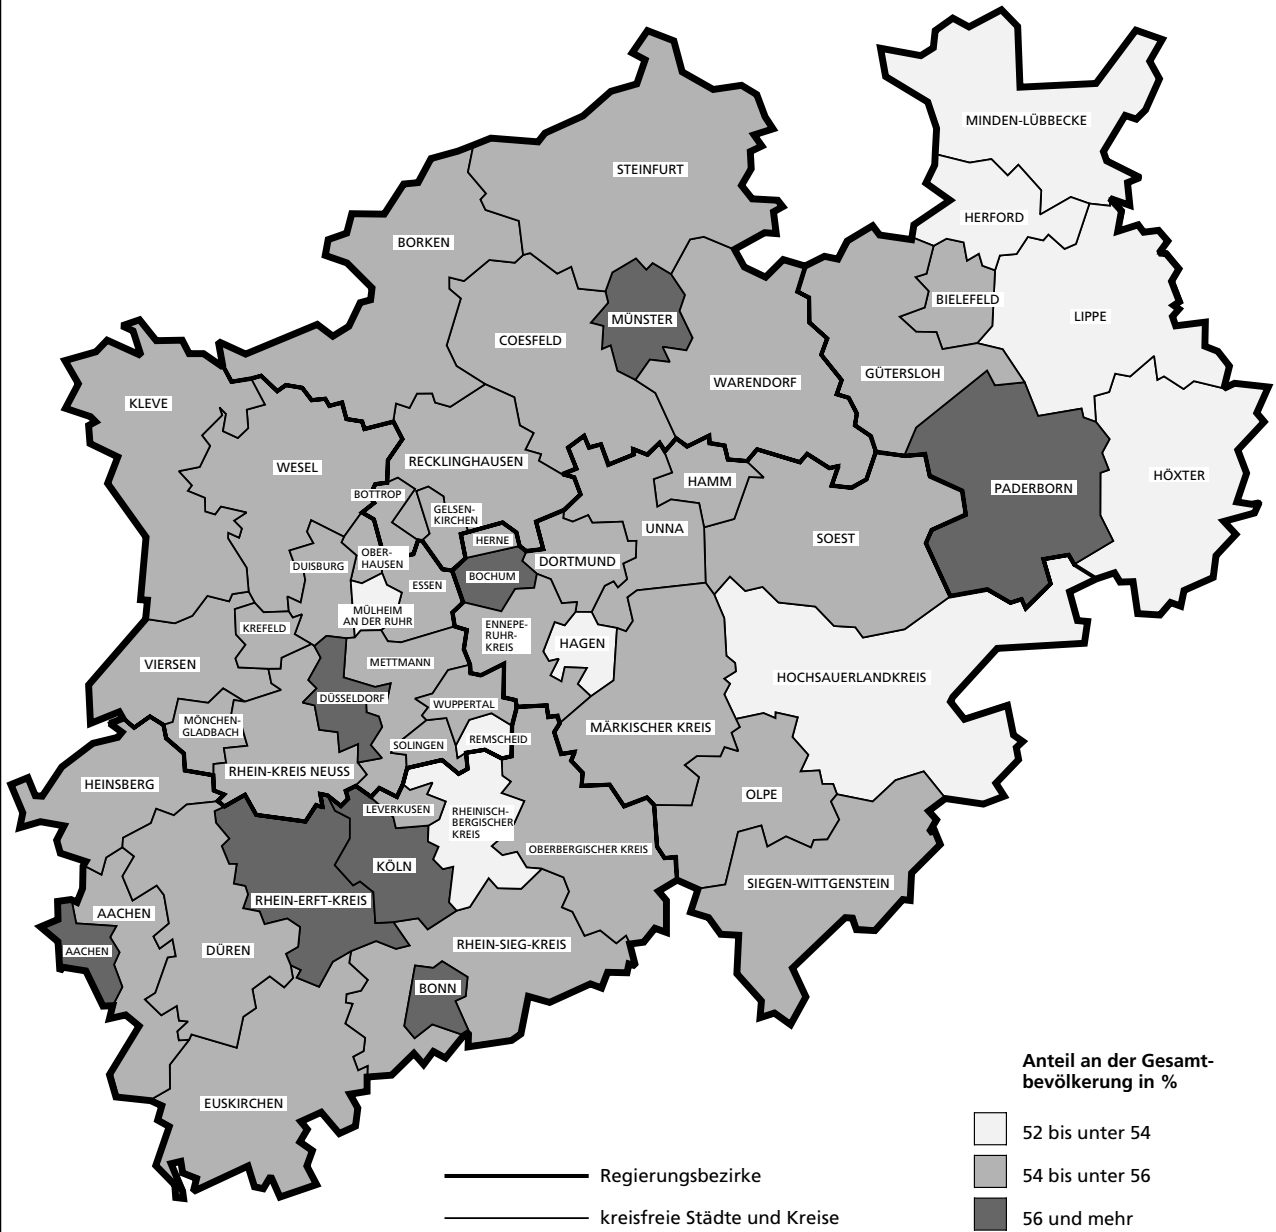 MINDEN-LÜBBECKE
STEINFURT
HERFORD
BORKEN
BIELEFELD
LIPPE
MÜNSTER
COESFELD
GÜTERSLOH
WARENDORF
KLEVE
RECKLINGHAUSEN
WESEL
HÖXTER
HAMM
PADERBORN
BOTTROP
GELSEN-
KIRCHEN
UNNA
SOEST
HERNE
OBER-
HAUSEN
DORTMUND
DUISBURG
BOCHUM
ESSEN
MÜLHEIM
AN DER RUHR
KREFELD
ENNEPE-
RUHR-
KREIS
HAGEN
VIERSEN
METTMANN
HOCHSAUERLANDKREIS
DÜSSELDORF
WUPPERTAL
MÖNCHEN-
GLADBACH
MÄRKISCHER KREIS
REMSCHEID
SOLINGEN
RHEIN-KREIS NEUSS
HEINSBERG
OLPE
LEVERKUSEN
RHEINISCH-
BERGISCHER
KREIS
OBERBERGISCHER KREIS
KÖLN
SIEGEN-WITTGENSTEIN
RHEIN-ERFT-KREIS
AACHEN
RHEIN-SIEG-KREIS
AACHEN
DÜREN
BONN
EUSKIRCHEN
Anteil an der Gesamt-
bevölkerung in %
52 bis unter 54
54 bis unter 56
56 und mehr
Regierungsbezirke
kreisfreie Städte und Kreise